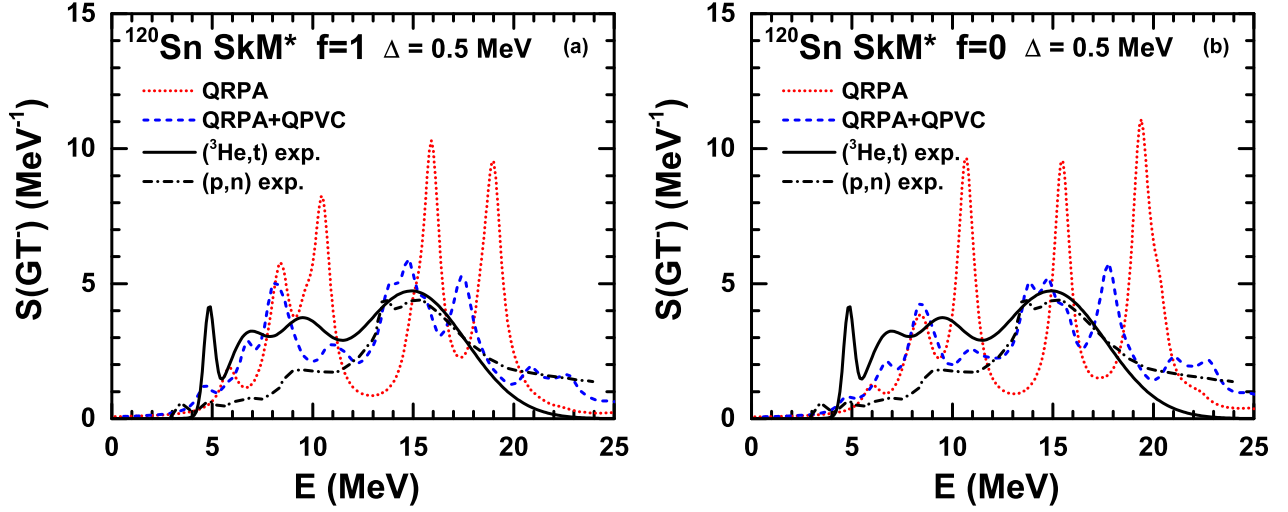 ¹²⁰Sn SkM* f=1 Δ = 0.5 MeV (a)
QRPA
QRPA+QPVC
(³He,t) exp.
(p,n) exp.
S(GT⁻) (MeV⁻¹)
15
10
5
0
0 5 10 15 20 25
E (MeV)
¹²⁰Sn SkM* f=0 Δ = 0.5 MeV (b)
QRPA
QRPA+QPVC
(³He,t) exp.
(p,n) exp.
S(GT⁻) (MeV⁻¹)
15
10
5
0
0 5 10 15 20 25
E (MeV)